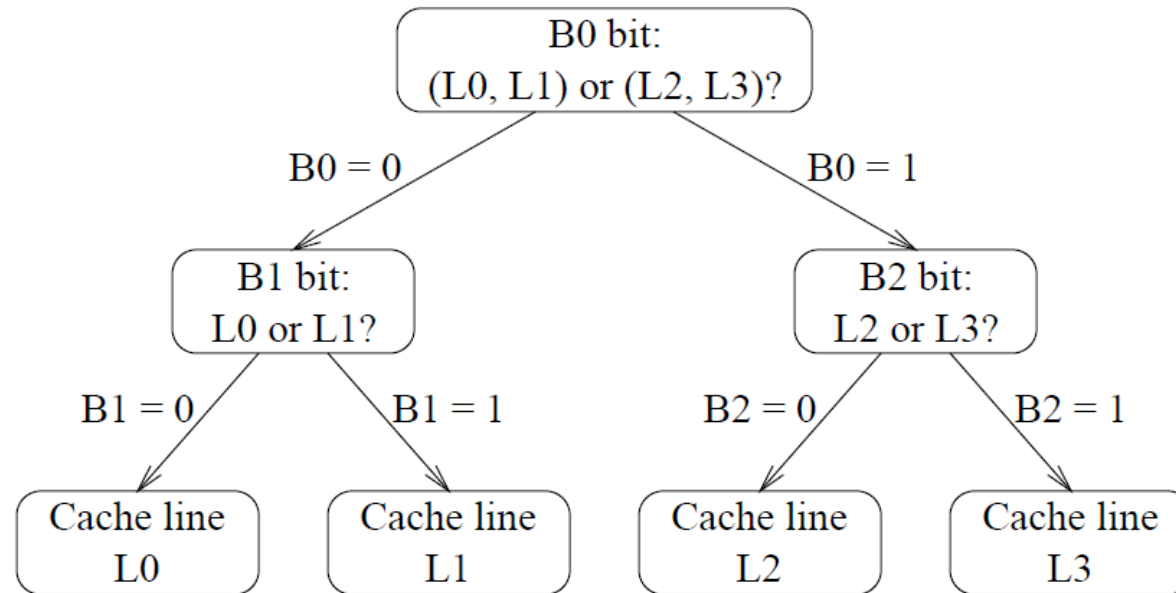 B0 bit:
(L0, L1) or (L2, L3)?
B0 = 0
B0 = 1
B1 bit:
L0 or L1?
B2 bit:
L2 or L3?
B1 = 0
B1 = 1
B2 = 0
B2 = 1
Cache line
L0
Cache line
L1
Cache line
L2
Cache line
L3